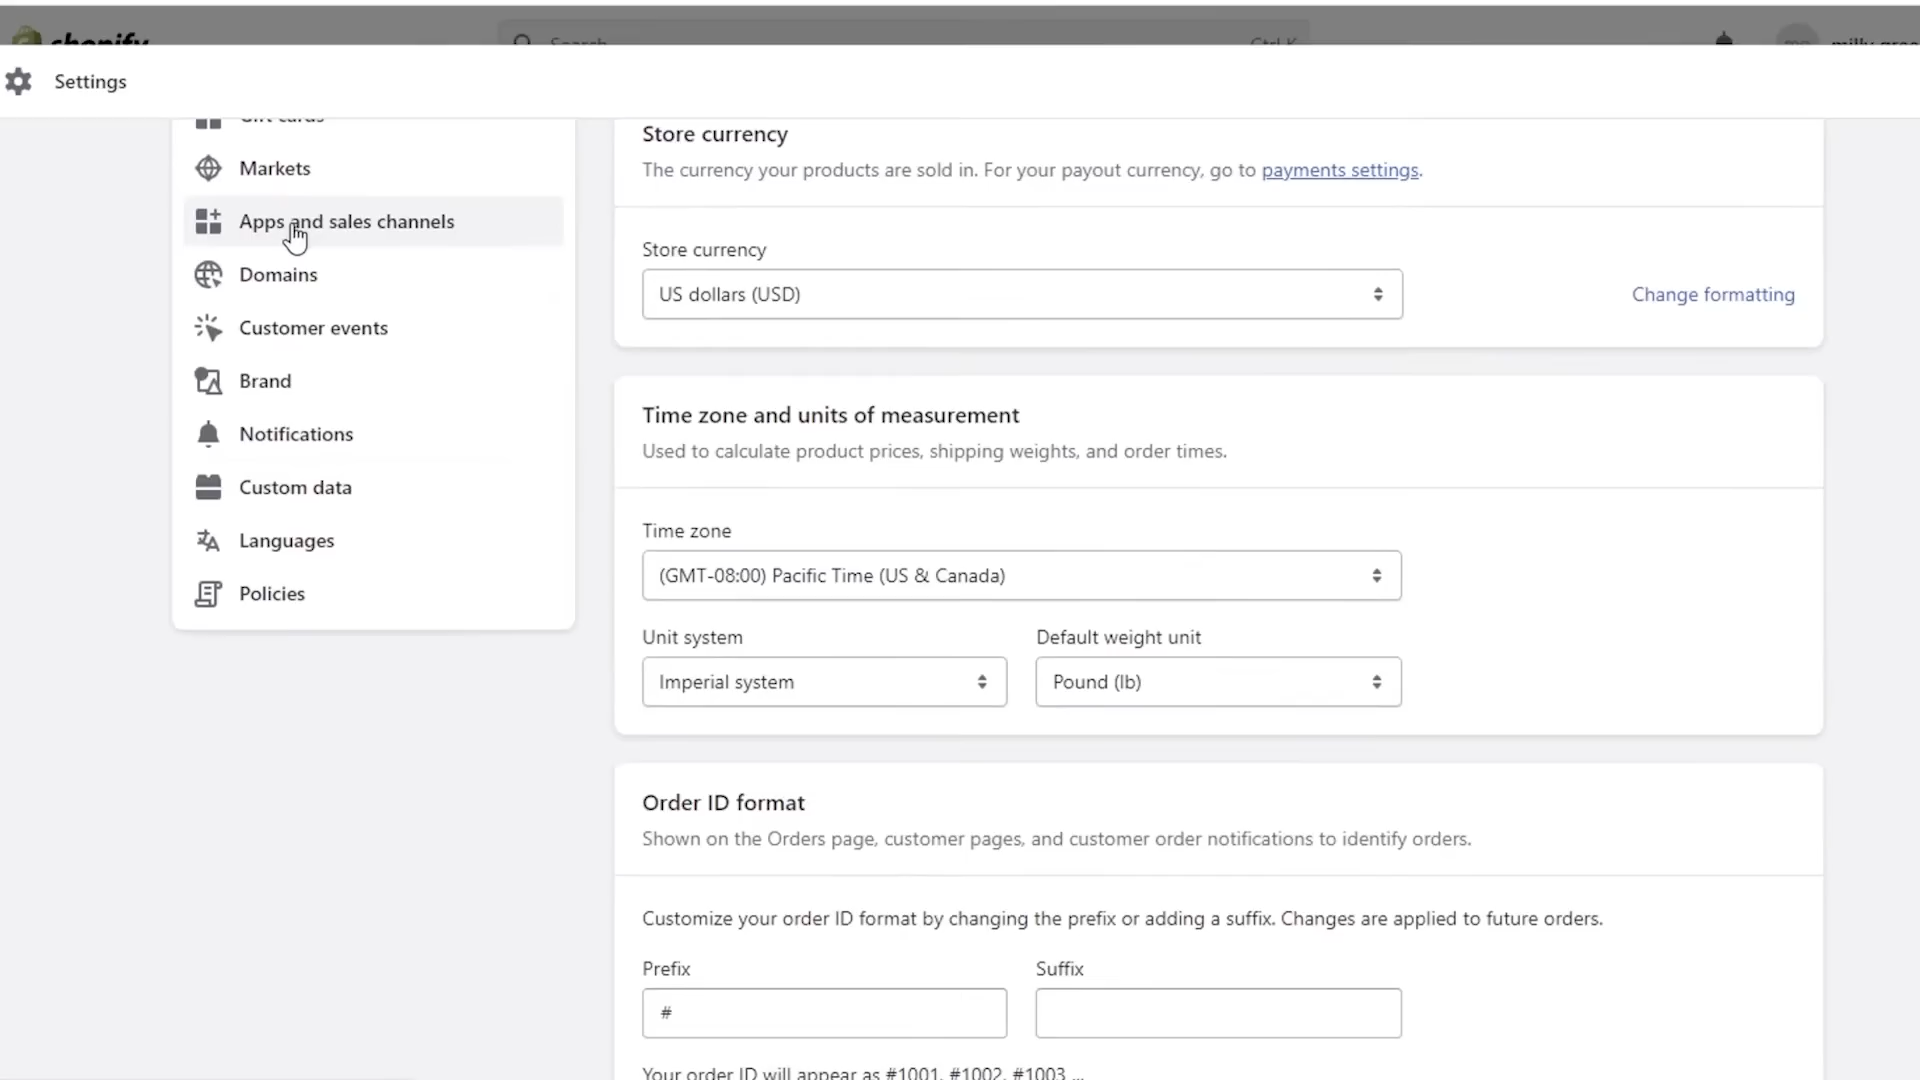 shopify
Search
Ctrl K
Settings
Gift cards
Markets
Apps and sales channels
Domains
Customer events
Brand
Notifications
Custom data
Languages
Policies
Store currency
The currency your products are sold in. For your payout currency, go to payments settings.
Store currency
US dollars (USD)
Change formatting
Time zone and units of measurement
Used to calculate product prices, shipping weights, and order times.
Time zone
(GMT-08:00) Pacific Time (US & Canada)
Unit system
Default weight unit
Imperial system
Pound (lb)
Order ID format
Shown on the Orders page, customer pages, and customer order notifications to identify orders.
Customize your order ID format by changing the prefix or adding a suffix. Changes are applied to future orders.
Prefix
Suffix
#
Your order ID will appear as #1001, #1002, #1003 ...